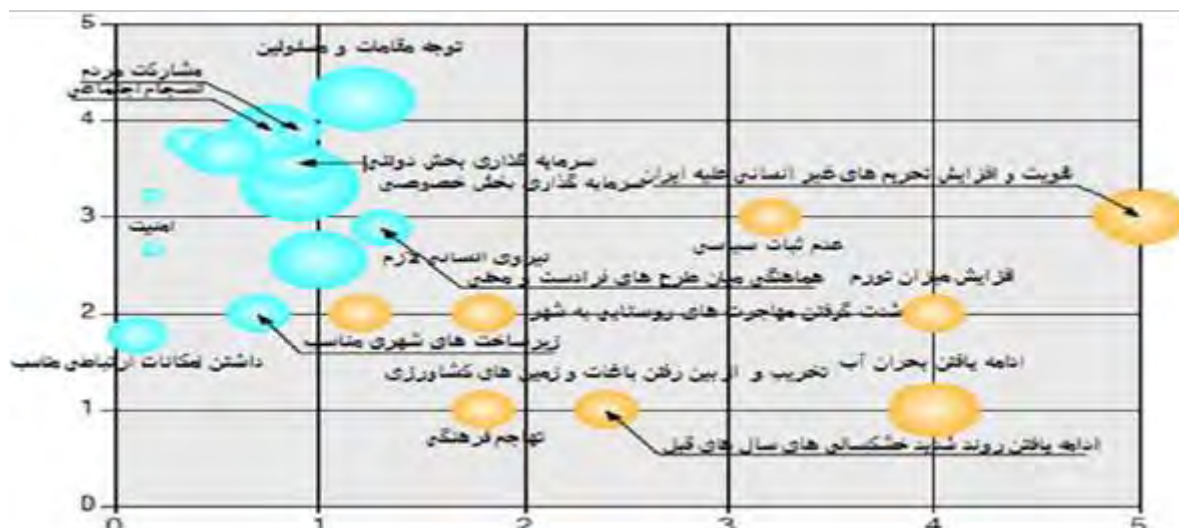 5
توجه مقامات و مسئولین
مشارکت مردم
انسجام اجتماعی
4
سرمایه گذاری بخش دولتی
سرمایه گذاری بخش خصوصی
تقویت و افزایش تحریم های غیر انسانی علیه ایران
3
امنیت
عدم ثبات سیاسی
نیروی انسانی لازم
هماهنگی میان طرح های فرادست و محلی
افزایش میزان تورم
2
شدت گرفتن مهاجرت های روستایی به شهر
زیرساخت های شهری مناسب
داشتن امکانات ارتباطی مناسب
ادامه یافتن بحران آب
تخریب و از بین رفتن باغات و زمین های کشاورزی
1
تهاجم فرهنگی
ادامه یافتن روند شدید خشکسالی های سال های قبل
0
0 1 2 3 4 5